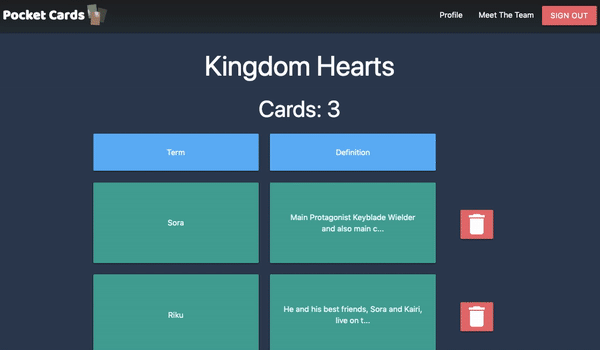 Pocket Cards
Profile
Meet The Team
SIGN OUT
Kingdom Hearts
Cards: 3
Term
Definition
Sora
Main Protagonist Keyblade Wielder
and also main c...
Riku
He and his best friends, Sora and Kairi,
live on t...